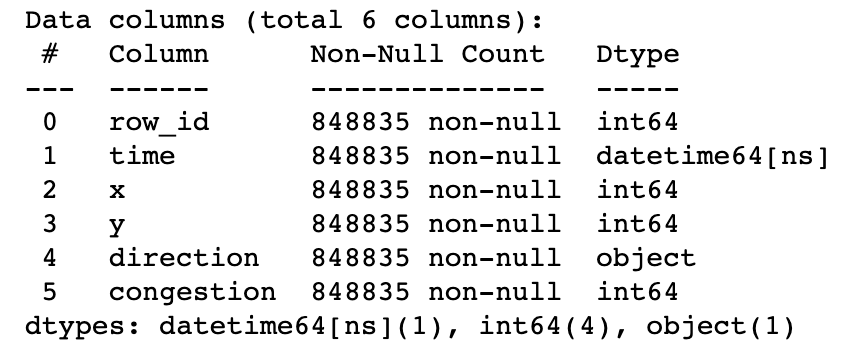 Data columns (total 6 columns):
 #   Column      Non-Null Count   Dtype
---  ------      --------------   -----
 0   row_id      848835 non-null  int64
 1   time        848835 non-null  datetime64[ns]
 2   x           848835 non-null  int64
 3   y           848835 non-null  int64
 4   direction   848835 non-null  object
 5   congestion  848835 non-null  int64
dtypes: datetime64[ns](1), int64(4), object(1)